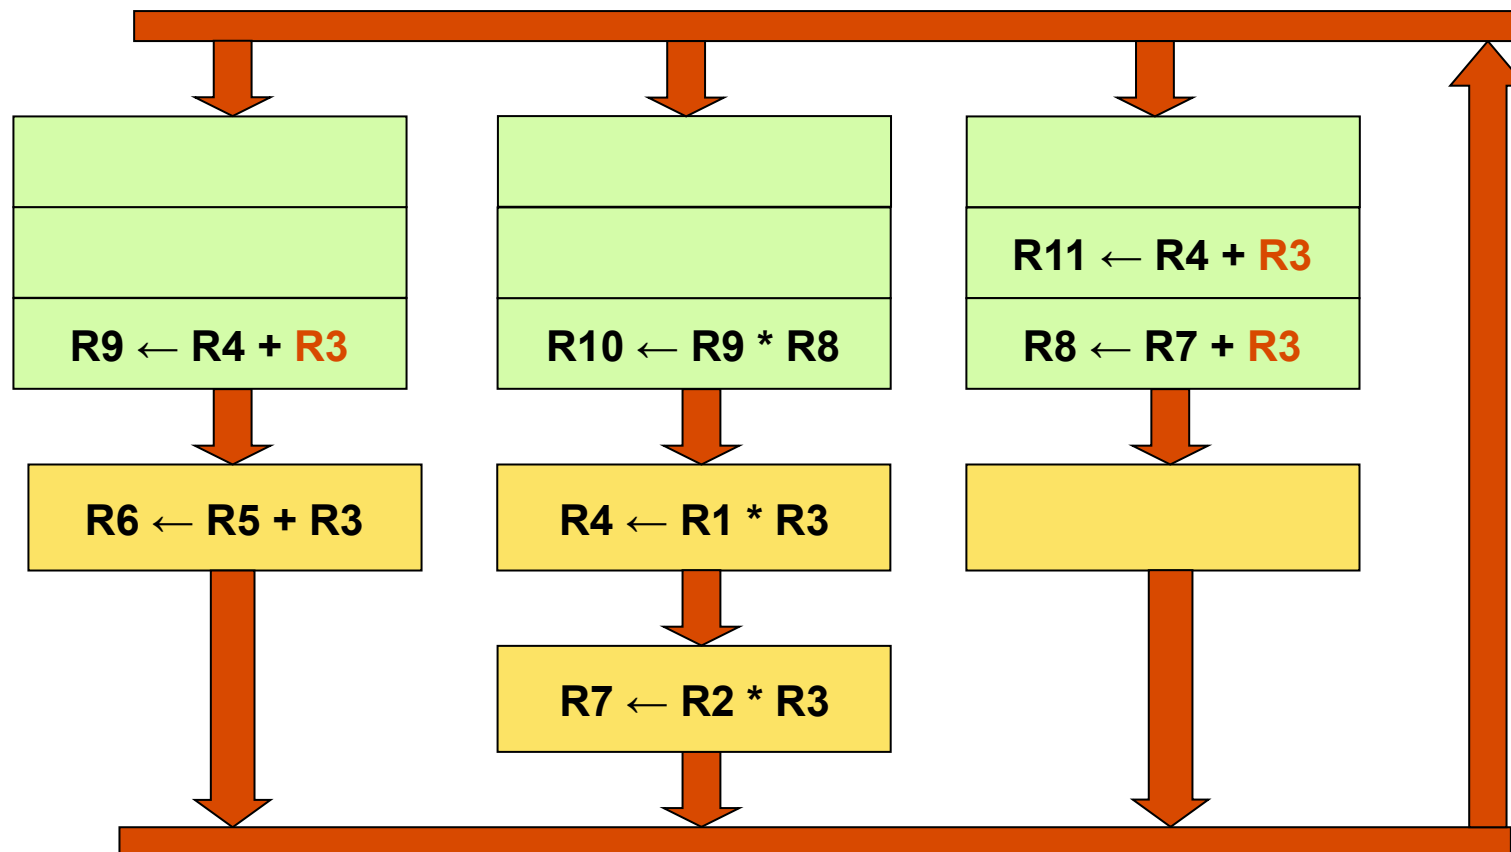 R11 ← R4 + R3
R9 ← R4 + R3
R10 ← R9 * R8
R8 ← R7 + R3
R6 ← R5 + R3
R4 ← R1 * R3
R7 ← R2 * R3